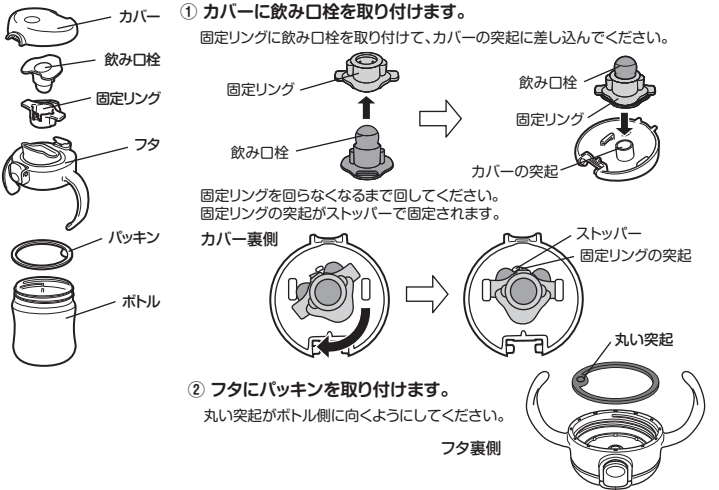 カバー
飲み口栓
固定リング
フタ
パッキン
ボトル
① カバーに飲み口栓を取り付けます。
固定リングに飲み口栓を取り付けて、カバーの突起に差し込んでください。
固定リング
飲み口栓
飲み口栓
固定リング
カバーの突起
固定リングを回らなくなるまで回してください。
固定リングの突起がストッパーで固定されます。
カバー裏側
ストッパー
固定リングの突起
② フタにパッキンを取り付けます。
丸い突起がボトル側に向くようにしてください。
丸い突起
フタ裏側